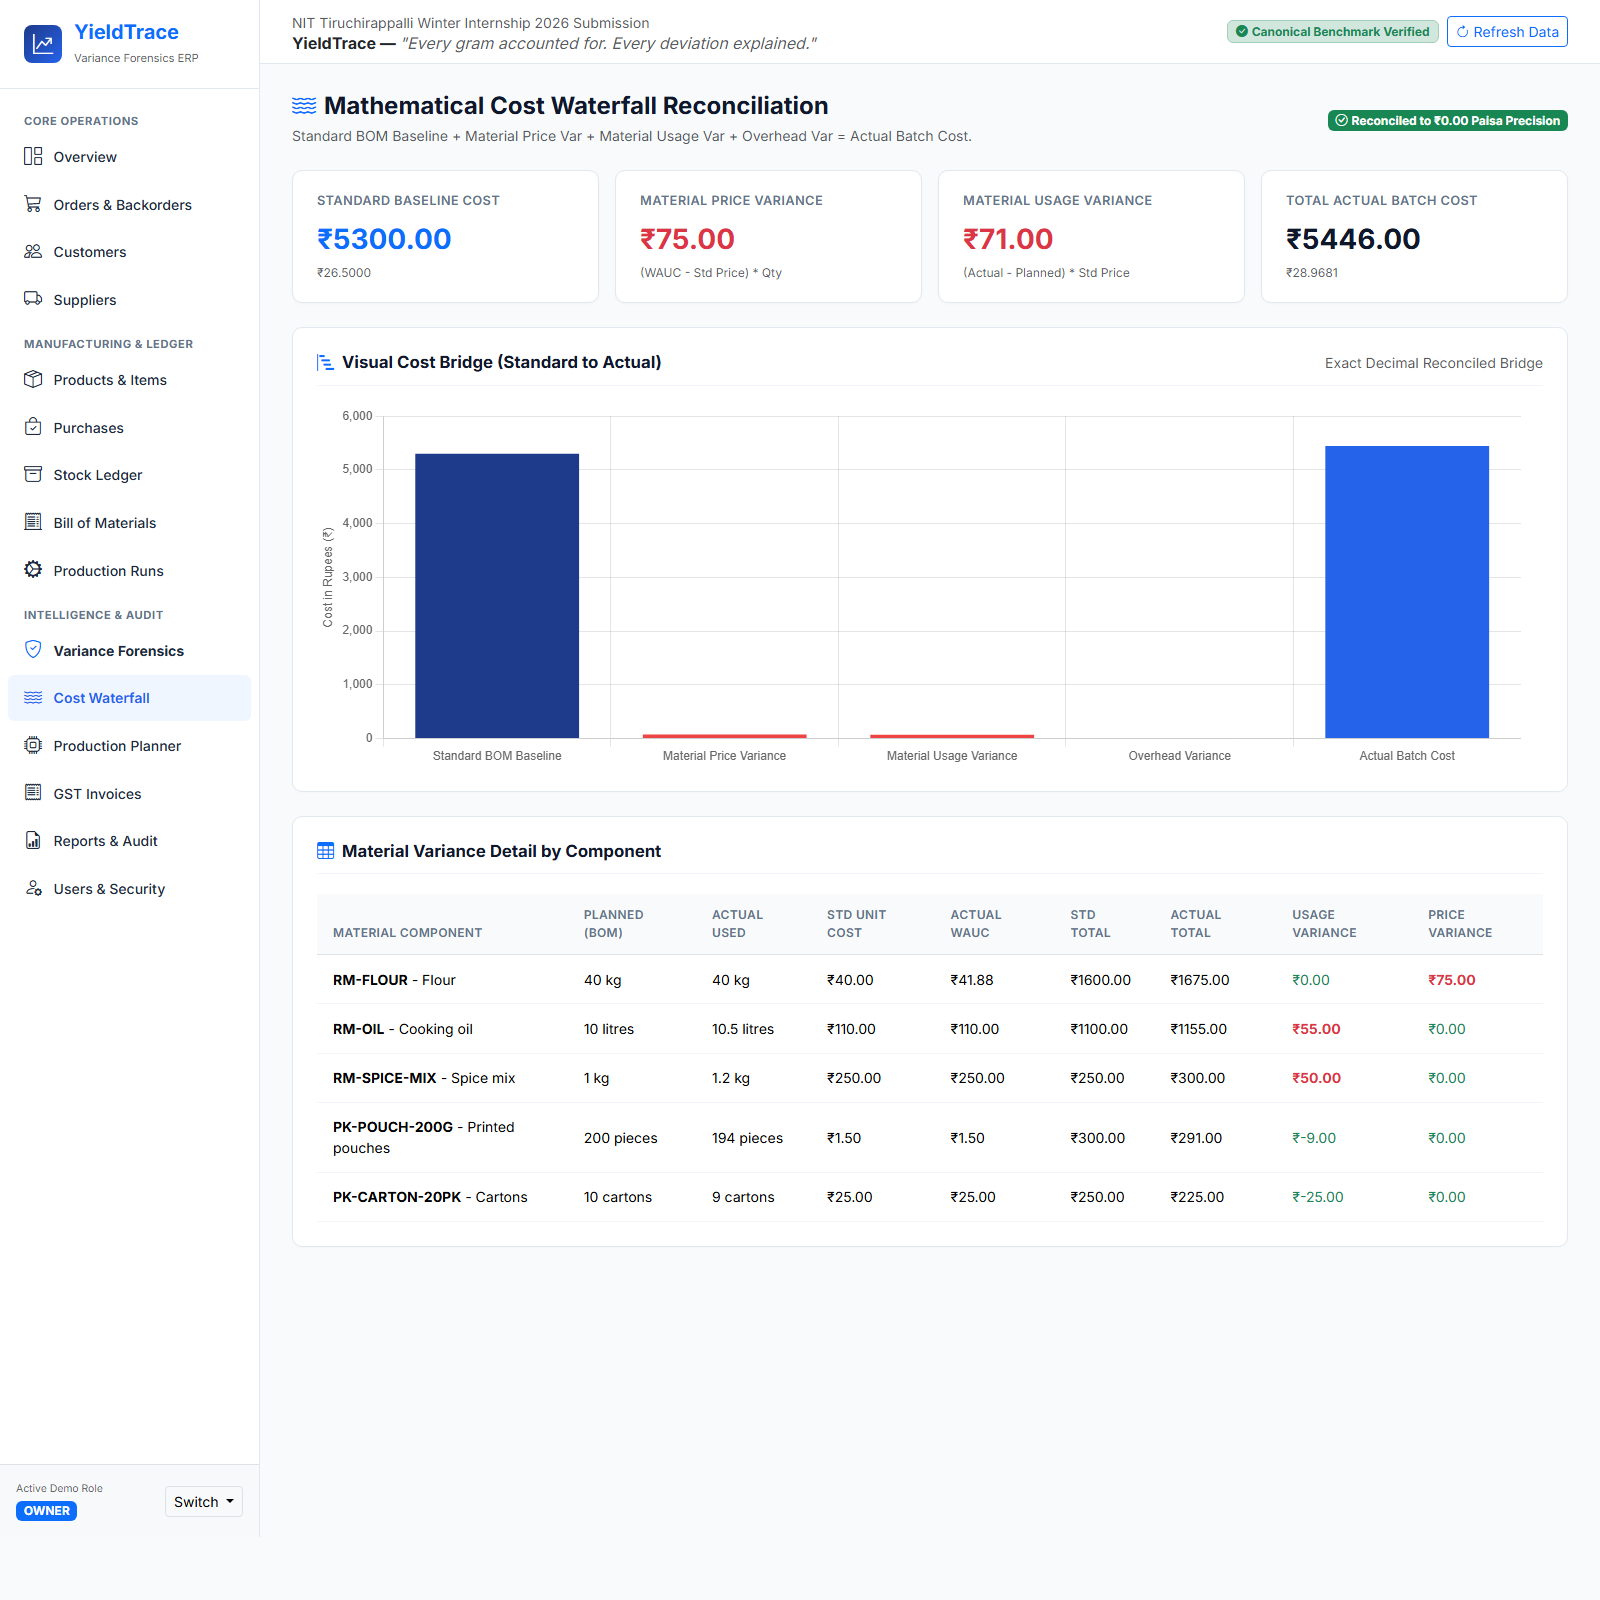 YieldTrace
Variance Forensics ERP
CORE OPERATIONS
Overview
Orders & Backorders
Customers
Suppliers
MANUFACTURING & LEDGER
Products & Items
Purchases
Stock Ledger
Bill of Materials
Production Runs
INTELLIGENCE & AUDIT
Variance Forensics
Cost Waterfall
Production Planner
GST Invoices
Reports & Audit
Users & Security
Active Demo Role
OWNER
Switch
NIT Tiruchirappalli Winter Internship 2026 Submission
YieldTrace — "Every gram accounted for. Every deviation explained."
Canonical Benchmark Verified
Refresh Data
Mathematical Cost Waterfall Reconciliation
Standard BOM Baseline + Material Price Var + Material Usage Var + Overhead Var = Actual Batch Cost.
Reconciled to ₹0.00 Paisa Precision
STANDARD BASELINE COST
₹5300.00
₹26.5000
MATERIAL PRICE VARIANCE
₹75.00
(WAUC - Std Price) * Qty
MATERIAL USAGE VARIANCE
₹71.00
(Actual - Planned) * Std Price
TOTAL ACTUAL BATCH COST
₹5446.00
₹28.9681
Visual Cost Bridge (Standard to Actual)
Exact Decimal Reconciled Bridge
Cost in Rupees (₹)
6,000
5,000
4,000
3,000
2,000
1,000
0
Standard BOM Baseline
Material Price Variance
Material Usage Variance
Overhead Variance
Actual Batch Cost
Material Variance Detail by Component
MATERIAL COMPONENT PLANNED (BOM) ACTUAL USED STD UNIT COST ACTUAL WAUC STD TOTAL ACTUAL TOTAL USAGE VARIANCE PRICE VARIANCE
RM-FLOUR - Flour 40 kg 40 kg ₹40.00 ₹41.88 ₹1600.00 ₹1675.00 ₹0.00 ₹75.00
RM-OIL - Cooking oil 10 litres 10.5 litres ₹110.00 ₹110.00 ₹1100.00 ₹1155.00 ₹55.00 ₹0.00
RM-SPICE-MIX - Spice mix 1 kg 1.2 kg ₹250.00 ₹250.00 ₹250.00 ₹300.00 ₹50.00 ₹0.00
PK-POUCH-200G - Printed pouches 200 pieces 194 pieces ₹1.50 ₹1.50 ₹300.00 ₹291.00 ₹-9.00 ₹0.00
PK-CARTON-20PK - Cartons 10 cartons 9 cartons ₹25.00 ₹25.00 ₹250.00 ₹225.00 ₹-25.00 ₹0.00